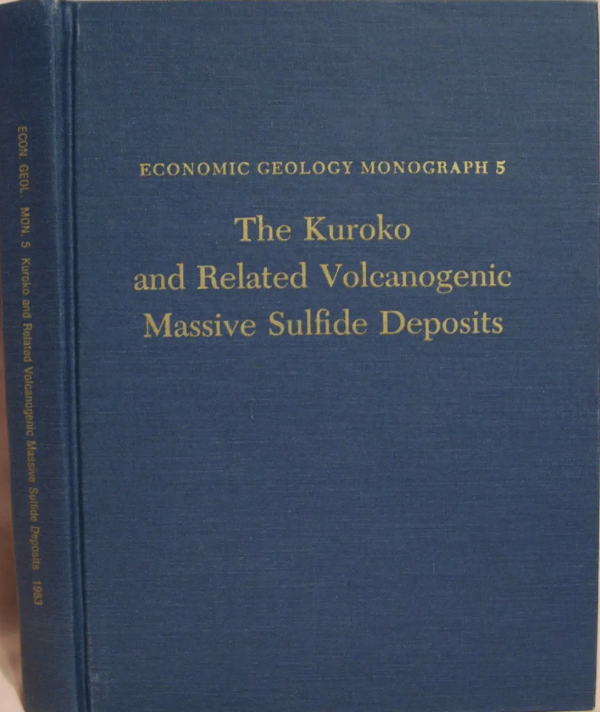 ECONOMIC GEOLOGY MONOGRAPH 5
The Kuroko
and Related Volcanogenic
Massive Sulfide Deposits
ECON. GEOL. MON. 5 Kuroko and Related Volcanogenic Massive Sulfide Deposits 1983